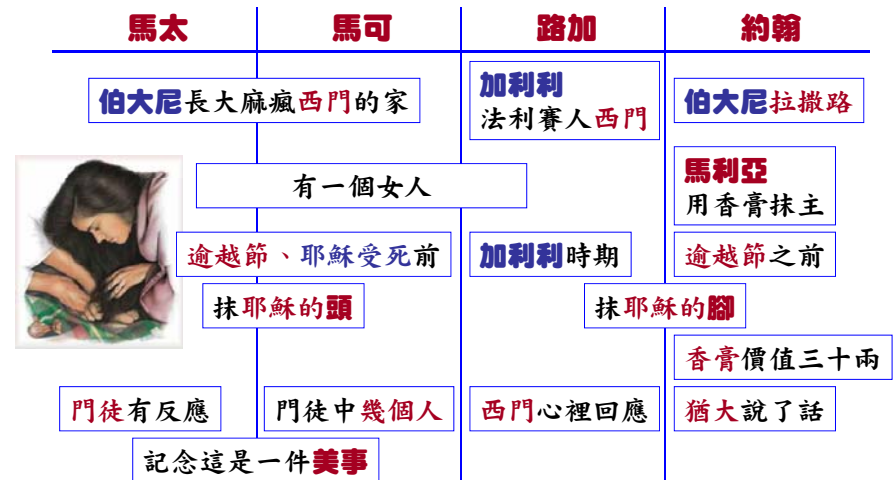 馬太 馬可 路加 約翰
伯大尼長大麻瘋西門的家
加利利
法利賽人西門
伯大尼拉撒路
有一個女人
馬利亞
用香膏抹主
逾越節、耶穌受死前
加利利時期
逾越節之前
抹耶穌的頭
抹耶穌的腳
香膏價值三十兩
門徒有反應
門徒中幾個人
西門心裡回應
猶大說了話
記念這是一件美事